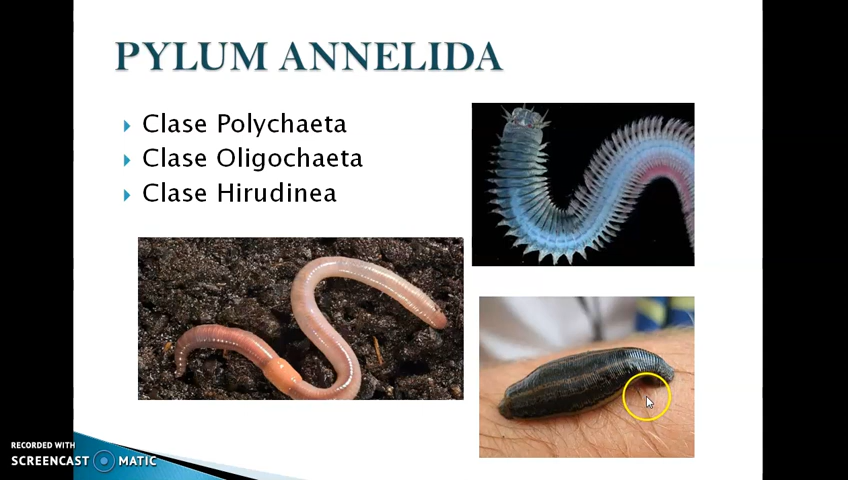 PYLUM ANNELIDA
Clase Polychaeta
Clase Oligochaeta
Clase Hirudinea
RECORDED WITH
SCREENCAST MATIC